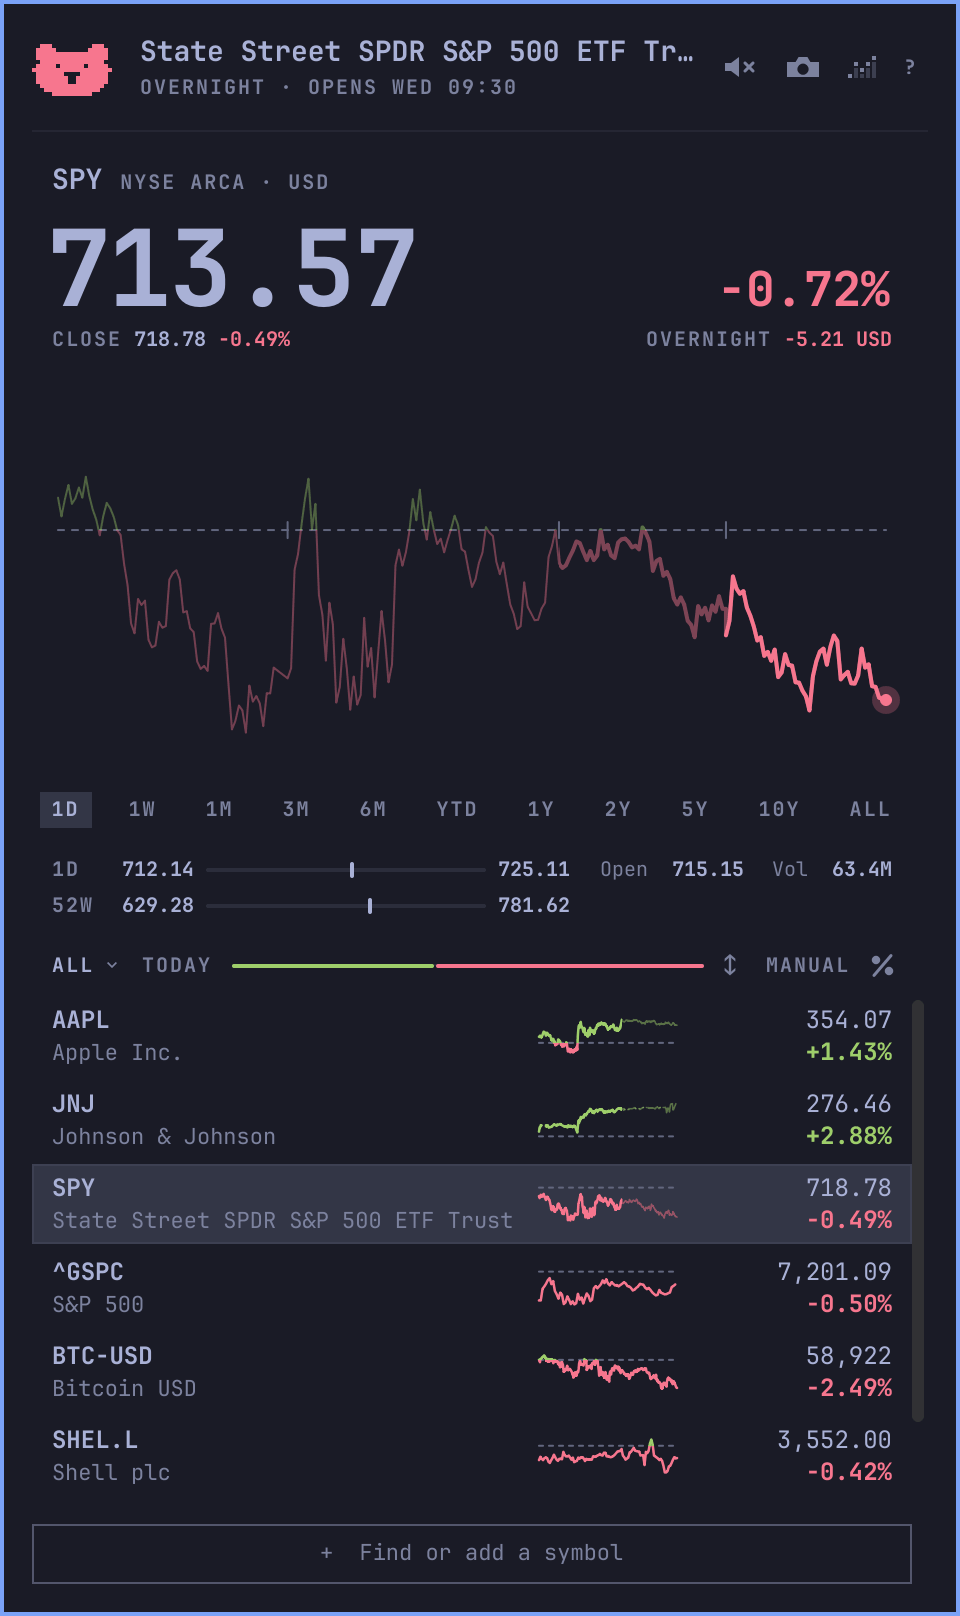 State Street SPDR S&P 500 ETF Tr…
OVERNIGHT · OPENS WED 09:30
?
SPY NYSE ARCA · USD
713.57
-0.72%
CLOSE 718.78 -0.49%
OVERNIGHT -5.21 USD
1D 1W 1M 3M 6M YTD 1Y 2Y 5Y 10Y ALL
1D 712.14 725.11 Open 715.15 Vol 63.4M
52W 629.28 781.62
ALL TODAY MANUAL %
AAPL 354.07
Apple Inc. +1.43%
JNJ 276.46
Johnson & Johnson +2.88%
SPY 718.78
State Street SPDR S&P 500 ETF Trust -0.49%
^GSPC 7,201.09
S&P 500 -0.50%
BTC-USD 58,922
Bitcoin USD -2.49%
SHEL.L 3,552.00
Shell plc -0.42%
+ Find or add a symbol